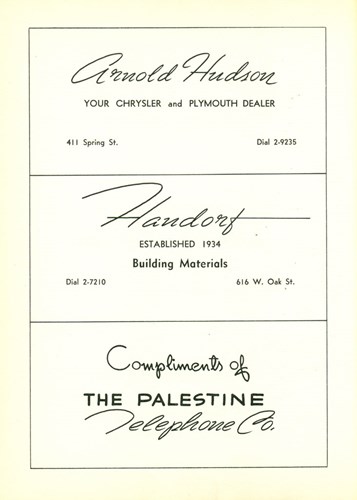 Arnold Hudson
YOUR CHRYSLER and PLYMOUTH DEALER
411 Spring St. Dial 2-9235
Handorf
ESTABLISHED 1934
Building Materials
Dial 2-7210 616 W. Oak St.
Compliments of
THE PALESTINE
Telephone Co.